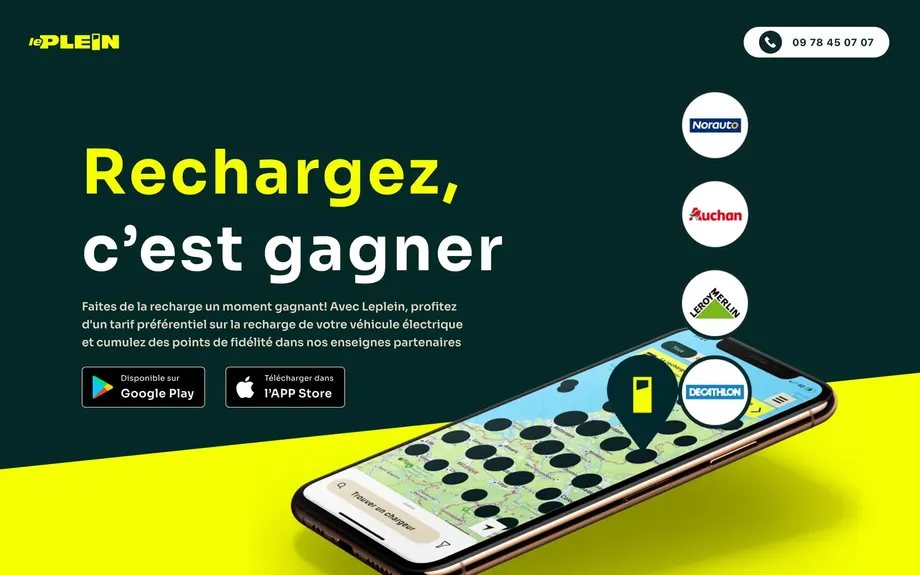 lePLEIN
09 78 45 07 07
Norauto
Auchan
Rechargez,
c’est gagner
LEROY MERLIN
Faites de la recharge un moment gagnant! Avec Leplein, profitez
d'un tarif préférentiel sur la recharge de votre véhicule électrique
et cumulez des points de fidélité dans nos enseignes partenaires
Disponible sur
Google Play
Télécharger dans
l'APP Store
DECATHLON
Trouver un chargeur